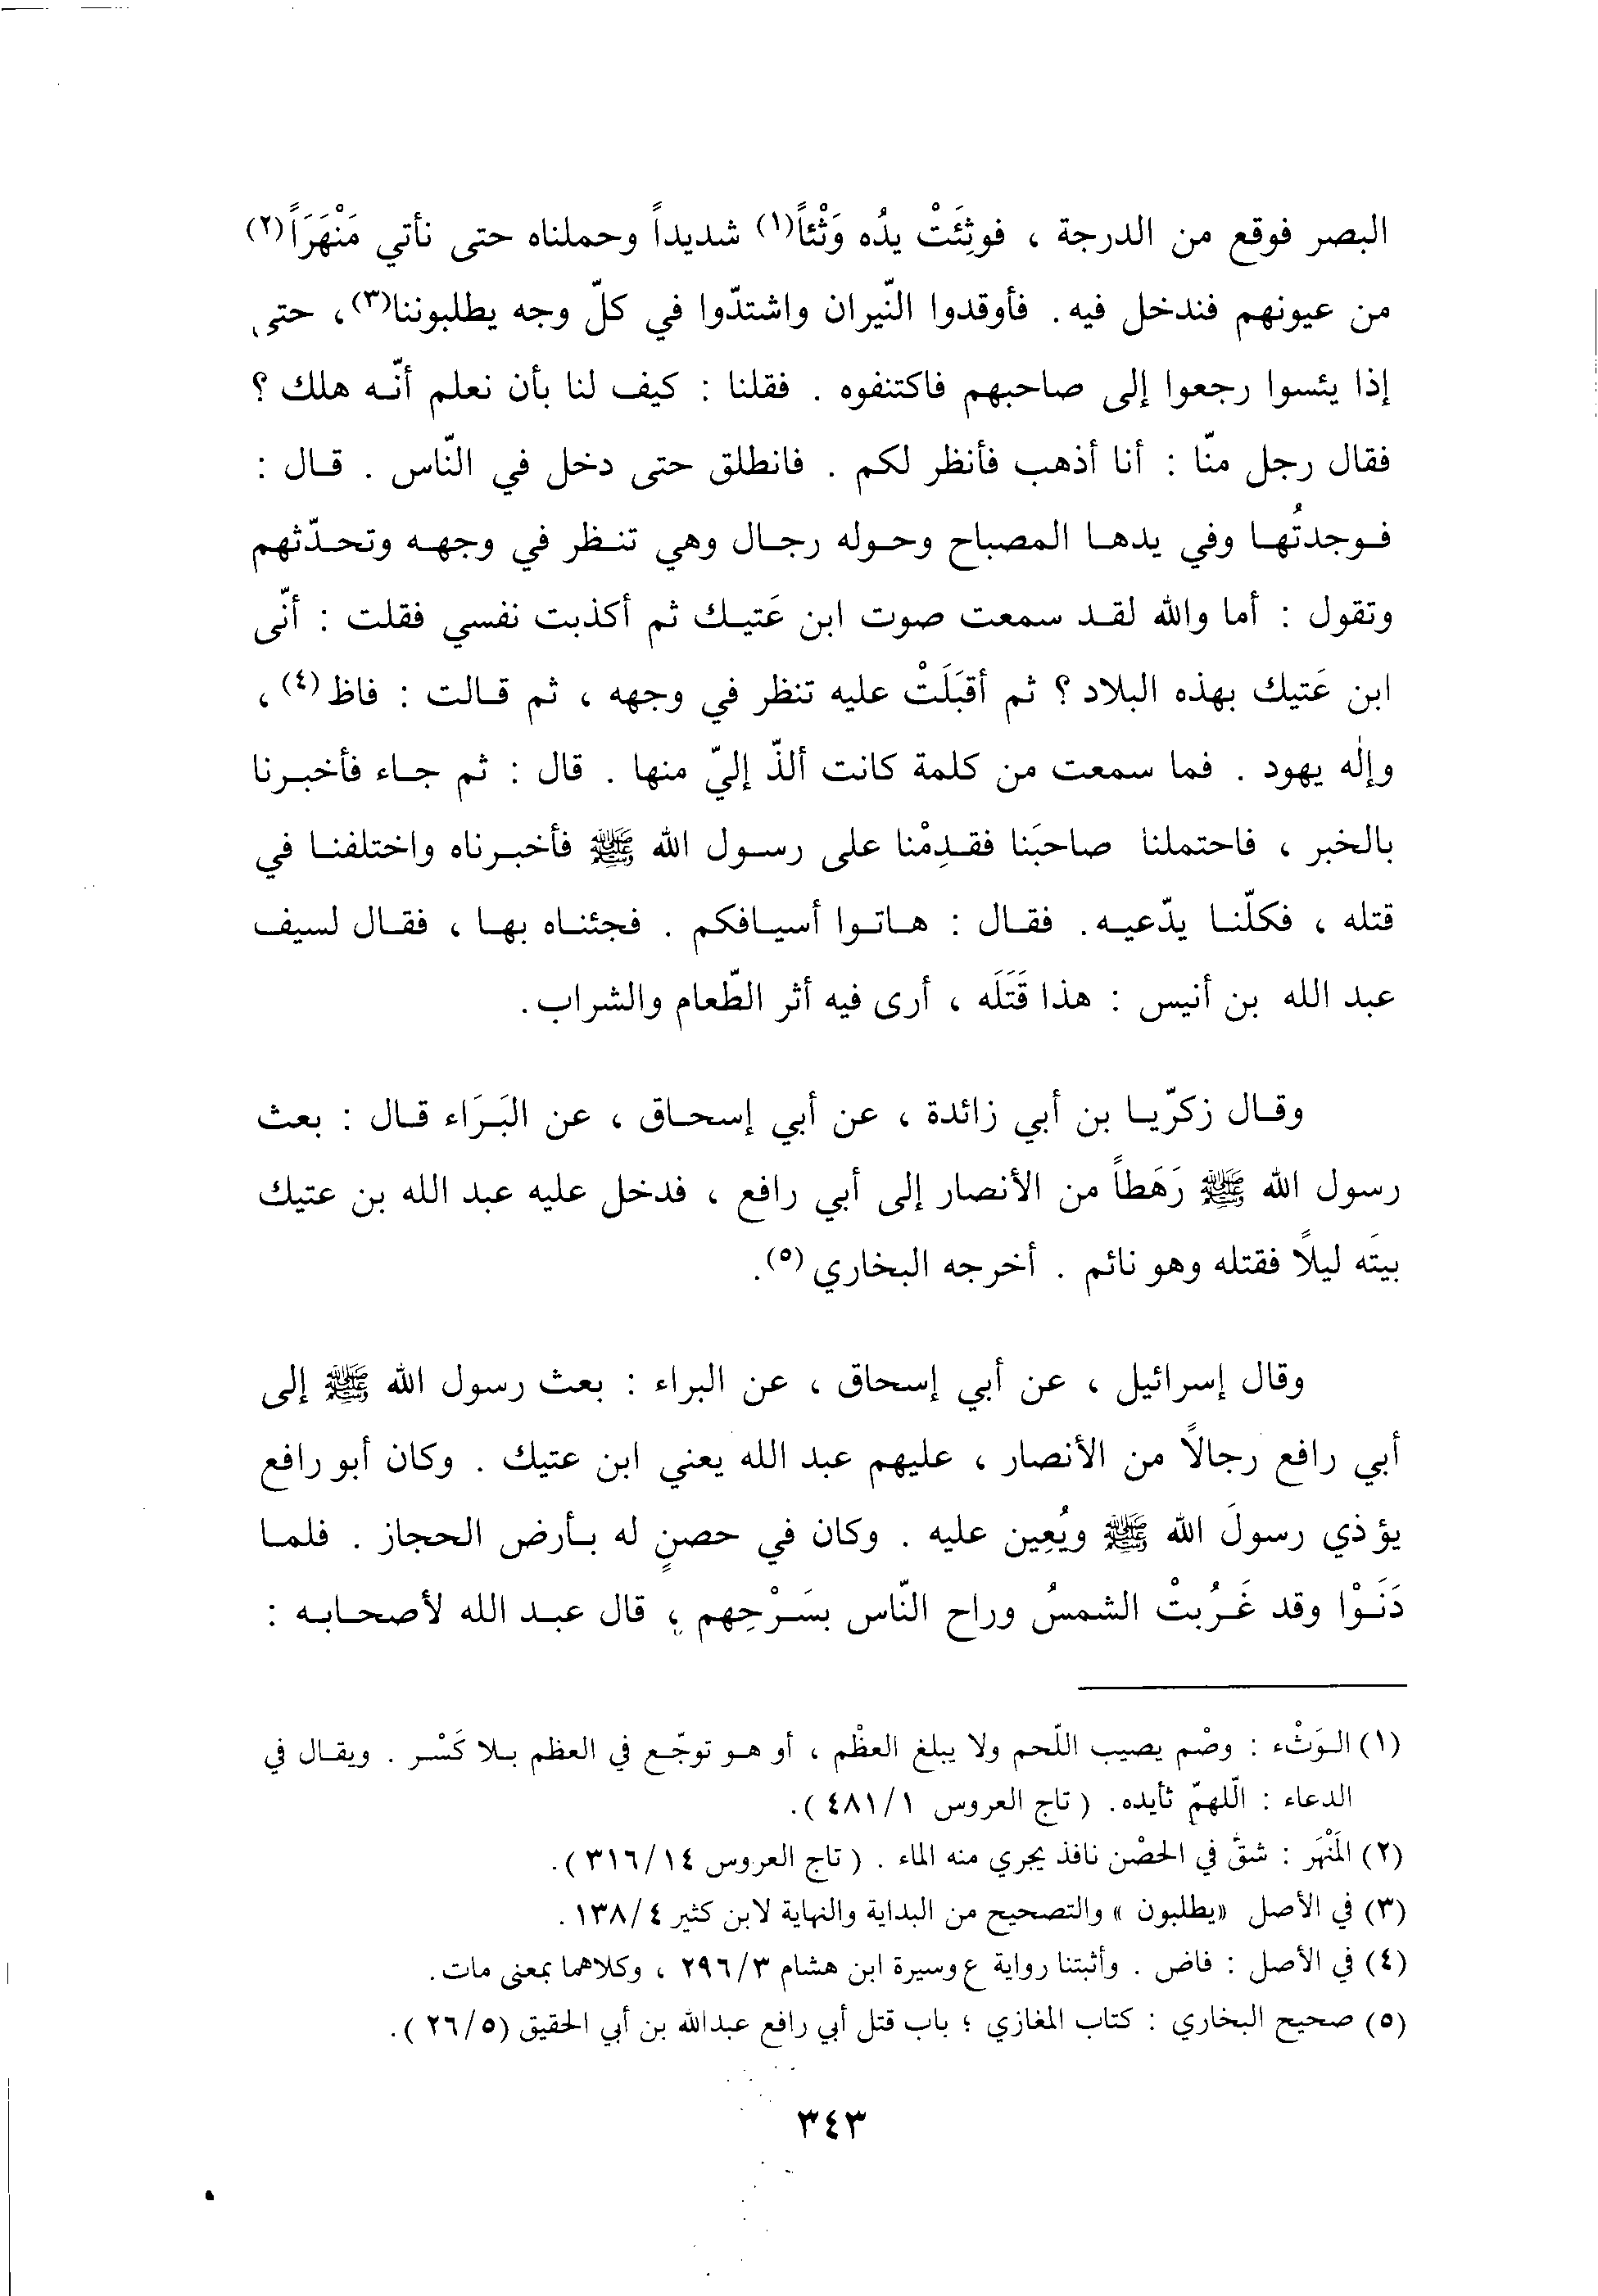 البصر فوقع من الدرجة ، فوثِئَتْ يدُه وَثْئاً(١) شديداً وحملناه حتى نأتي مَنْهَرَاً(٢)
من عيونهم فندخل فيه. فأوقدوا النّيران واشتدّوا في كلّ وجه يطلبوننا(٣)، حتى
إذا يئسوا رجعوا إلى صاحبهم فاكتنفوه . فقلنا : كيف لنا بأن نعلم أنّه هلك ؟
فقال رجل منّا : أنا أذهب فأنظر لكم . فانطلق حتى دخل في النّاس . قال :
فوجدتُها وفي يدها المصباح وحوله رجال وهي تنظر في وجهه وتحدّثهم
وتقول : أما والله لقد سمعت صوت ابن عَتيك ثم أكذبت نفسي فقلت : أنّى
ابن عَتيك بهذه البلاد ؟ ثم أقبَلَتْ عليه تنظر في وجهه ، ثم قالت : فاظ(٤) ،
وإلٰه يهود . فما سمعت من كلمة كانت ألذّ إليّ منها . قال : ثم جاء فأخبرنا
بالخبر ، فاحتملنا صاحبَنا فقدِمْنا على رسول الله ﷺ فأخبرناه واختلفنا في
قتله ، فكلّنا يدّعيه. فقال : هاتوا أسيافكم . فجئناه بها ، فقال لسيف
عبد الله بن أنيس : هذا قَتَلَه ، أرى فيه أثر الطّعام والشراب.
وقال زكرّيا بن أبي زائدة ، عن أبي إسحاق ، عن البَرَاء قال : بعث
رسول الله ﷺ رَهَطاً من الأنصار إلى أبي رافع ، فدخل عليه عبد الله بن عتيك
بيتَه ليلاً فقتله وهو نائم . أخرجه البخاري (٥).
وقال إسرائيل ، عن أبي إسحاق ، عن البراء : بعث رسول الله ﷺ إلى
أبي رافع رجالاً من الأنصار ، عليهم عبد الله يعني ابن عتيك . وكان أبو رافع
يؤذي رسولَ الله ﷺ ويُعِين عليه . وكان في حصنٍ له بأرض الحجاز . فلما
دَنَوْا وقد غَرُبتْ الشمسُ وراح النّاس بسَرْحِهم ، قال عبد الله لأصحابه :
(١) الوَثْء : وصْم يصيب اللّحم ولا يبلغ العظْم ، أو هو توجّع في العظم بلا كَسْر . ويقال في
الدعاء : الّلهمّ ثأيده. ( تاج العروس ٤٨١/١ ).
(٢) المَنْهَر : شقّ في الحصْن نافذ يجري منه الماء . ( تاج العروس ٣١٦/١٤ ).
(٣) في الأصل «يطلبون » والتصحيح من البداية والنهاية لابن كثير ١٣٨/٤ .
(٤) في الأصل : فاض . وأثبتنا رواية ع وسيرة ابن هشام ٢٩٦/٣ ، وكلاهما بمعنى مات.
(٥) صحيح البخاري : كتاب المغازي ؛ باب قتل أبي رافع عبدالله بن أبي الحقيق (٢٦/٥ ).
٣٤٣